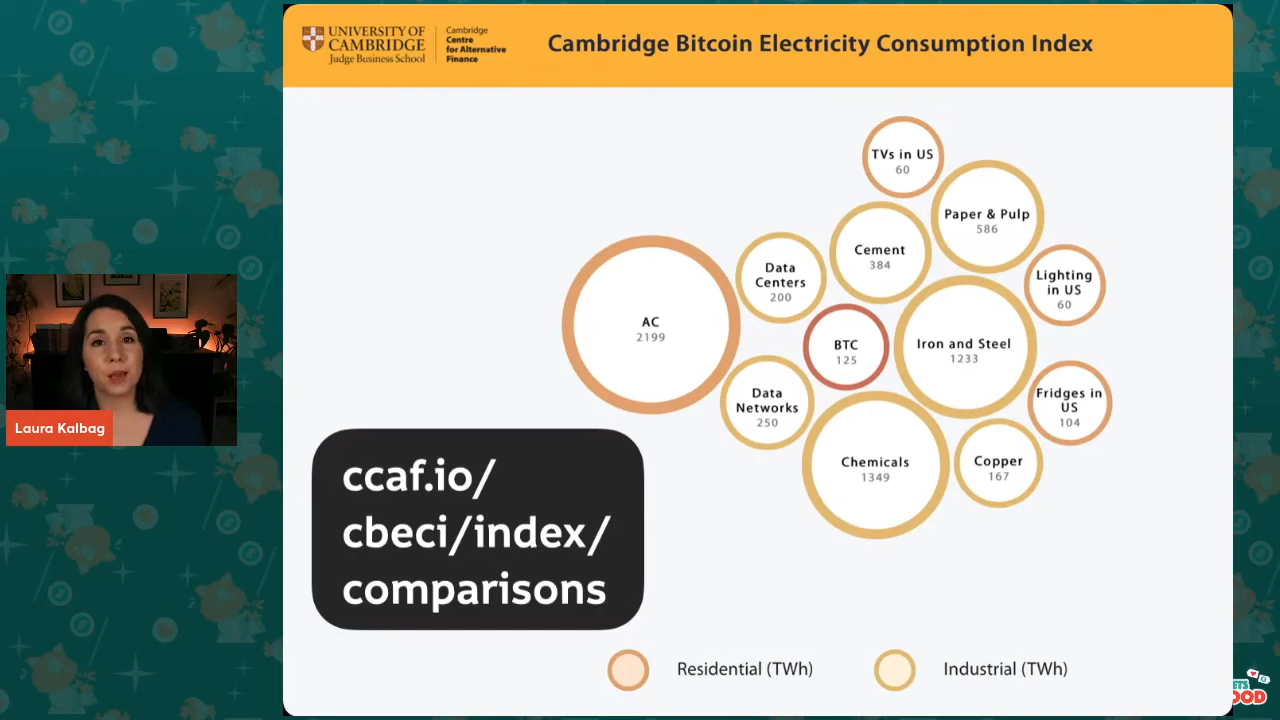 UNIVERSITY OF
CAMBRIDGE
Judge Business School
Cambridge
Centre
for Alternative
Finance
Cambridge Bitcoin Electricity Consumption Index
TVs in US
60
Paper & Pulp
586
Cement
384
Data
Centers
200
Lighting
in US
60
AC
2199
BTC
125
Iron and Steel
1233
Data
Networks
250
Fridges in
US
104
Chemicals
1349
Copper
167
Laura Kalbag
ccaf.io/
cbeci/index/
comparisons
Residential (TWh)
Industrial (TWh)